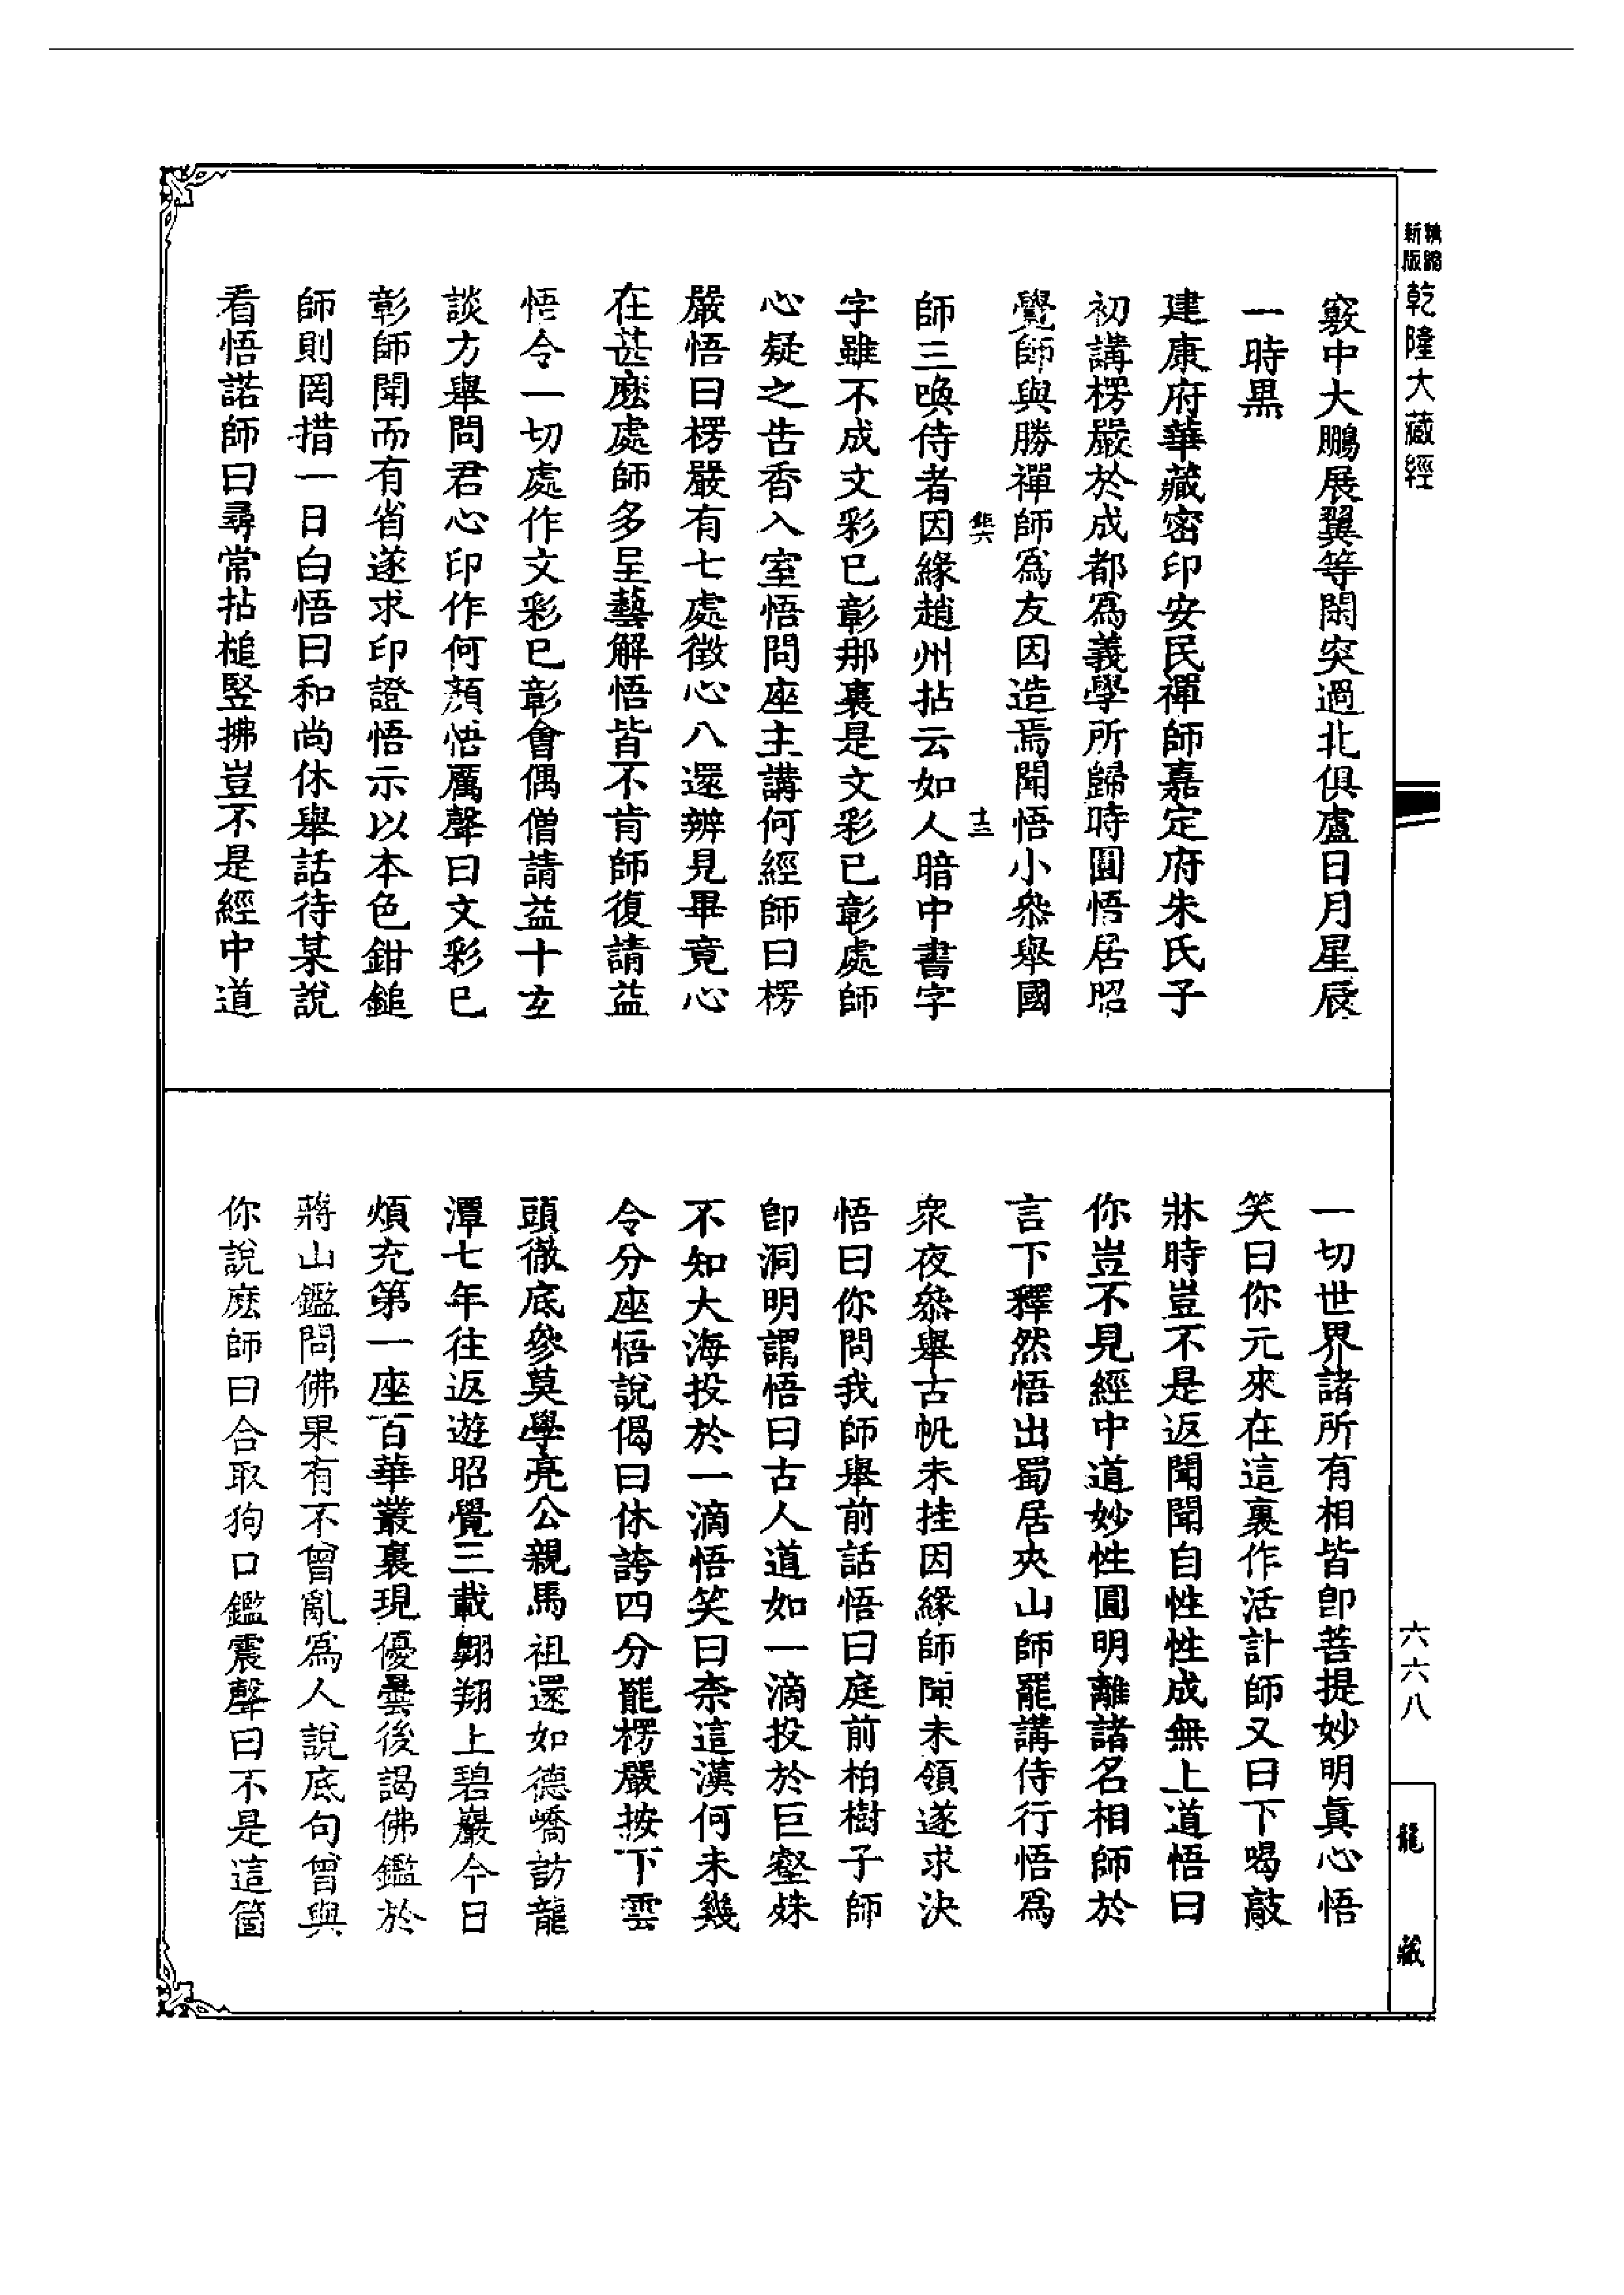 新版
乾隆大藏經
竅中大鵬展翼等閑突過北俱盧日月星辰
一時黑
建康府華藏密印安民禪師嘉定府朱氏子
初講楞嚴於成都爲義學所歸時圓悟居昭
覺師與勝禪師爲友因造焉聞悟小叅舉國
師三喚侍者因緣趙州拈云如人暗中書字
字雖不成文彩已彰那裏是文彩已彰處師
心疑之告香入室悟問座主講何經師曰楞
嚴悟曰楞嚴有七處徵心八還辨見畢竟心
在甚麽處師多呈藝解悟皆不肯師復請益
悟令一切處作文彩已彰會偶僧請益十玄
談方舉問君心印作何顏悟厲聲曰文彩已
彰師聞而有省遂求印證悟示以本色鉗鎚
師則罔措一日白悟曰和尚休舉話待某說
看悟諾師曰尋常拈槌竪拂豈不是經中道
一切世界諸所有相皆卽菩提妙明眞心悟
笑曰你元來在這裏作活計師又曰下喝敲
牀時豈不是返聞聞自性性成無上道悟曰
你豈不見經中道妙性圓明離諸名相師於
言下釋然悟出蜀居夾山師罷講侍行悟爲
衆夜叅舉古帆未挂因緣師聞未領遂求決
悟曰你問我師舉前話悟曰庭前柏樹子師
卽洞明謂悟曰古人道如一滴投於巨壑殊
不知大海投於一滴悟笑曰柰這漢何未幾
令分座悟說偈曰休誇四分罷楞嚴按下雲
頭徹底參莫學亮公親馬祖還如德嶠訪龍
潭七年往返遊昭覺三載翺翔上碧巖今日
煩充第一座百華叢裏現優曇後謁佛鑑於
蔣山鑑問佛果有不曾亂爲人說底句曾與
你說麽師曰合取狗口鑑震聲曰不是這箇
六六八
龍藏